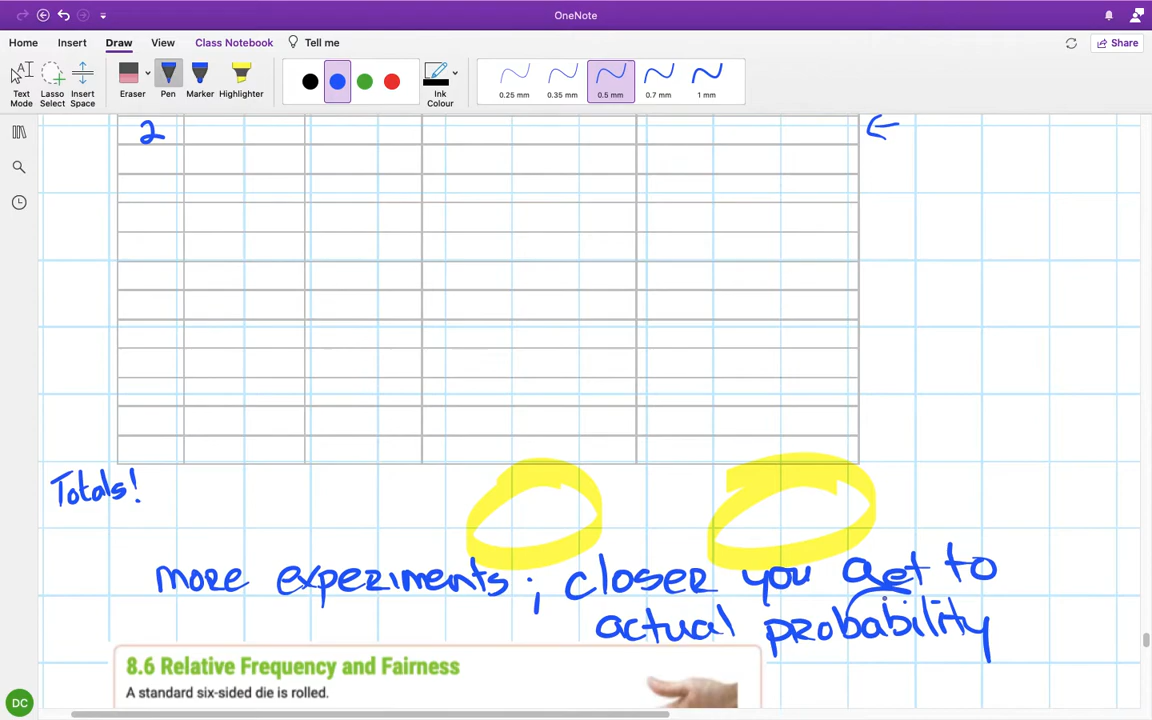 OneNote
Home Insert Draw View Class Notebook Tell me
Share
Text Mode
Lasso Select
Insert Space
Eraser
Pen
Marker
Highlighter
Ink Colour
0.25 mm
0.35 mm
0.5 mm
0.7 mm
1 mm
2 ←
Totals!
more experiments; closer you get to
actual probability
8.6 Relative Frequency and Fairness
A standard six-sided die is rolled.
DC